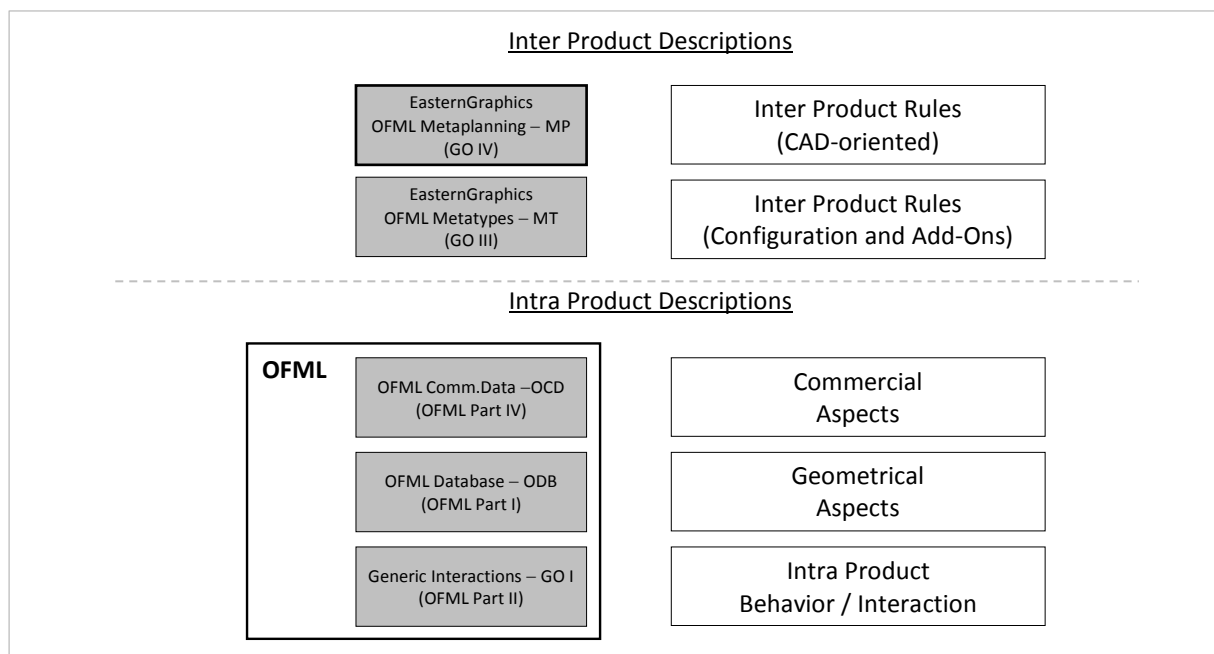 Inter Product Descriptions
EasternGraphics
OFML Metaplanning – MP
(GO IV)
Inter Product Rules
(CAD-oriented)
EasternGraphics
OFML Metatypes – MT
(GO III)
Inter Product Rules
(Configuration and Add-Ons)
Intra Product Descriptions
OFML
OFML Comm.Data –OCD
(OFML Part IV)
Commercial
Aspects
OFML Database – ODB
(OFML Part I)
Geometrical
Aspects
Generic Interactions – GO I
(OFML Part II)
Intra Product
Behavior / Interaction